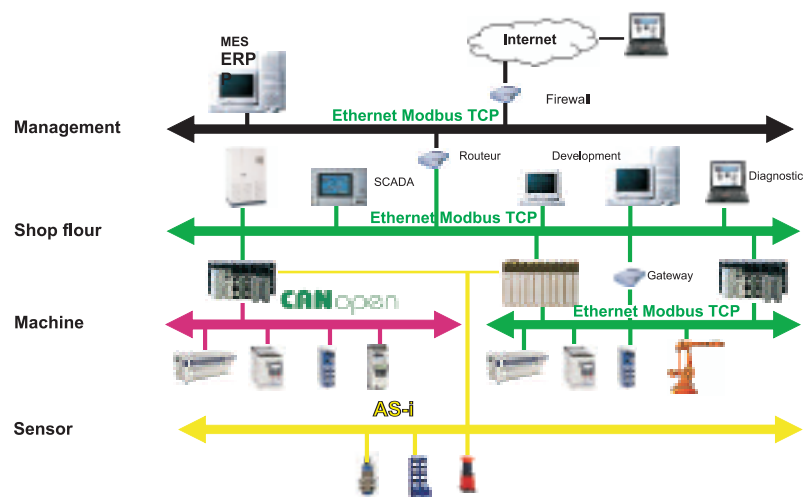 MES
ERP
P
Internet
Firewall
Ethernet Modbus TCP
Management
Routeur
Development
SCADA
Diagnostic
Ethernet Modbus TCP
Shop flour
Gateway
CANopen
Ethernet Modbus TCP
Machine
AS-i
Sensor